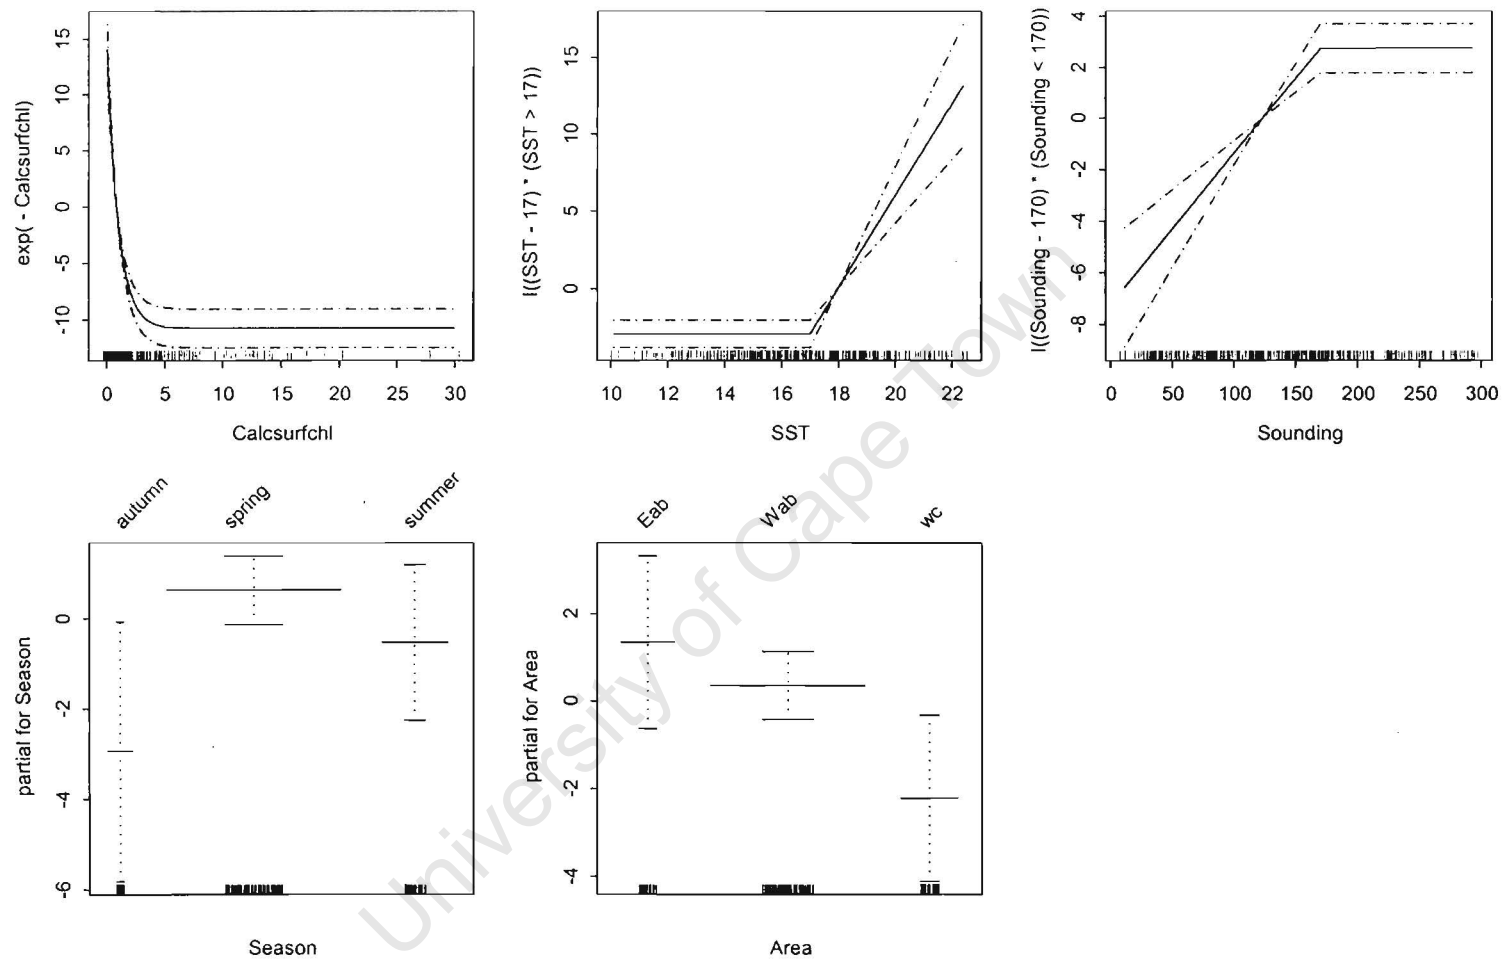 exp( - Calcsurfchl)
15
10
5
0
-5
-10
0 5 10 15 20 25 30
Calcsurfchl
I((SST - 17) * (SST > 17))
15
10
5
0
10 12 14 16 18 20 22
SST
I((Sounding - 170) * (Sounding < 170))
4
2
0
-2
-4
-6
-8
0 50 100 150 200 250 300
Sounding
autumn spring summer
partial for Season
0
-2
-4
-6
Season
Eab Wab wc
partial for Area
2
0
-2
-4
Area
University of Cape Town